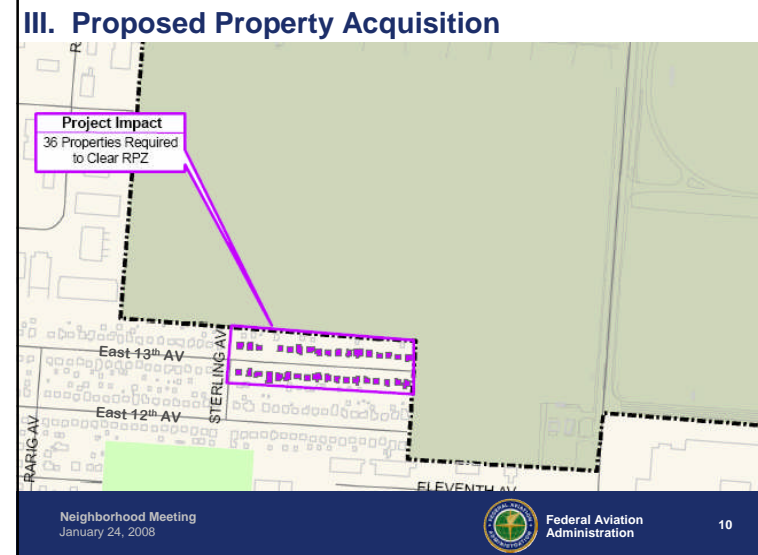 III. Proposed Property Acquisition
R
Project Impact
36 Properties Required
to Clear RPZ
East 13th AV
STERLING AV
East 12th AV
RARIG AV
ELEVENTH AV
Neighborhood Meeting
January 24, 2008
Federal Aviation
Administration
10